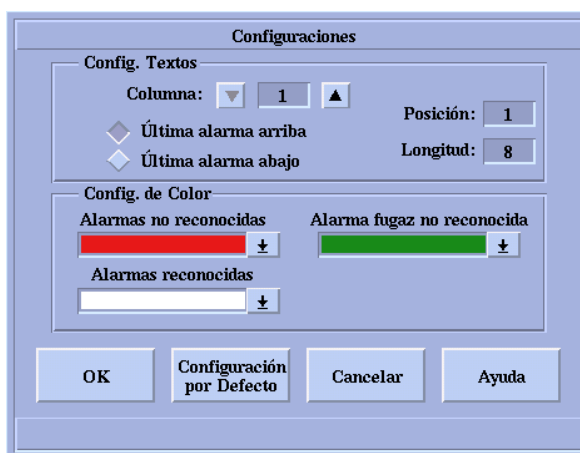 Configuraciones
Config. Textos
Columna: 1
Posición: 1
Última alarma arriba
Longitud: 8
Última alarma abajo
Config. de Color
Alarmas no reconocidas
Alarma fugaz no reconocida
Alarmas reconocidas
OK
Configuración
por Defecto
Cancelar
Ayuda